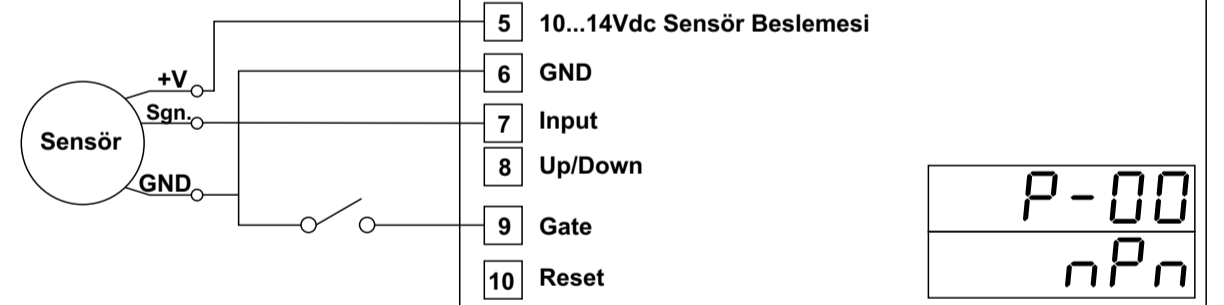 5 10...14Vdc Sensör Beslemesi
+V
6 GND
Sgn.
7 Input
Sensör
8 Up/Down
GND
P-00
9 Gate
nPn
10 Reset